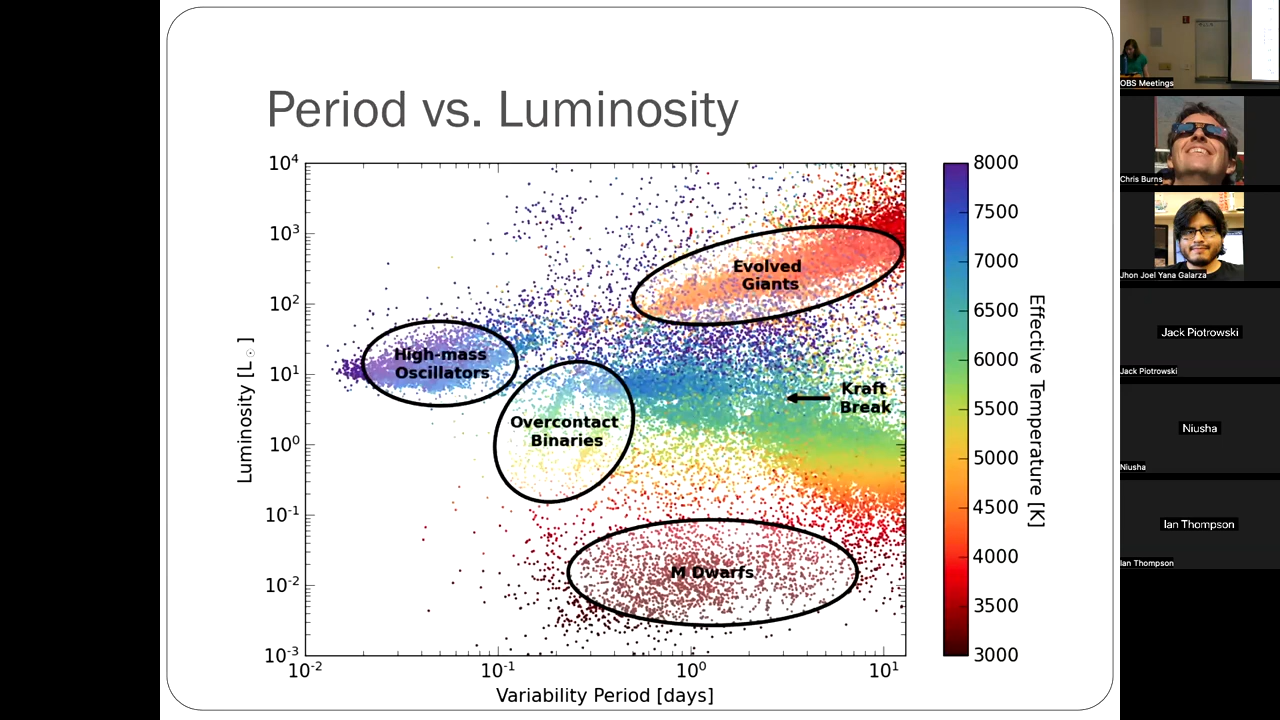 Period vs. Luminosity
10⁴
10³
10²
10¹
10⁰
10⁻¹
10⁻²
10⁻³
Luminosity [L☉]
10⁻²
10⁻¹
10⁰
10¹
Variability Period [days]
Evolved
Giants
High-mass
Oscillators
Overcontact
Binaries
Kraft
Break
M Dwarfs
8000
7500
7000
6500
6000
5500
5000
4500
4000
3500
3000
Effective Temperature [K]
OBS Meetings
Chris Burns
Jhon Joel Yana Galarza
Jack Piotrowski
Jack Piotrowski
Niusha
Niusha
Ian Thompson
Ian Thompson